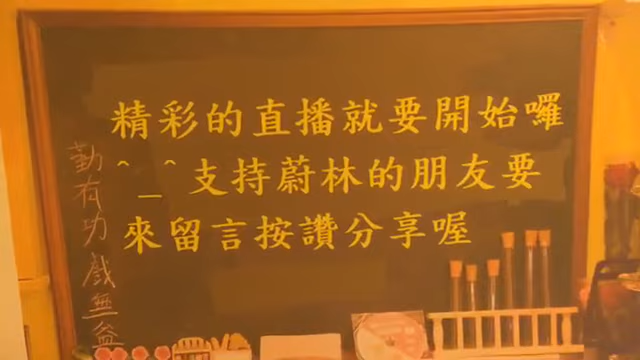 精彩的直播就要開始囉
^_^支持蔚林的朋友要
來留言按讚分享喔
勤有功戲無益